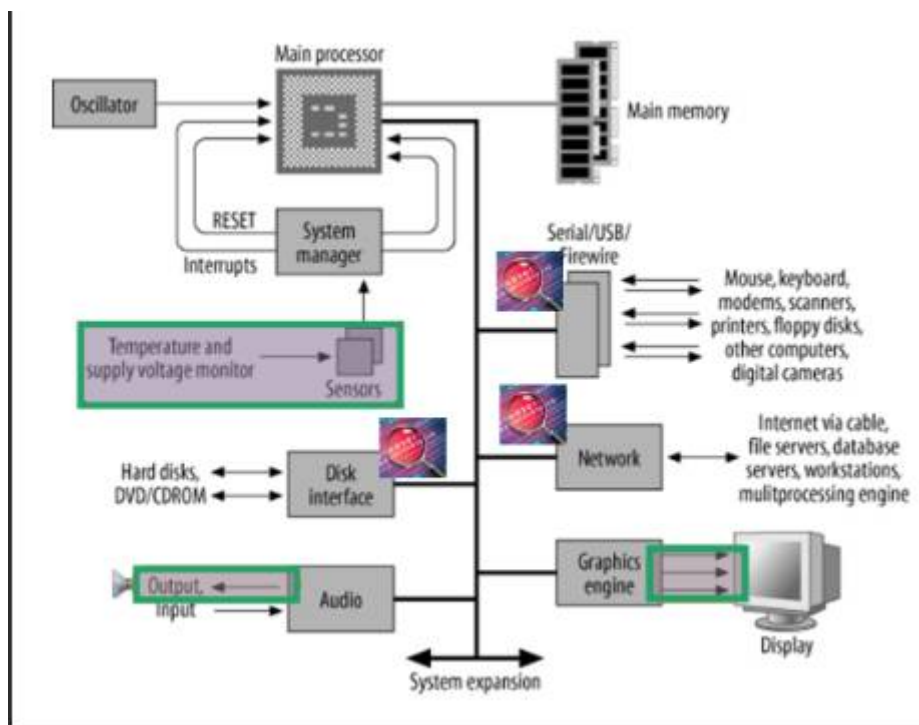 Main processor
Oscillator
Main memory
RESET
System
manager
Interrupts
Serial/USB/
Firewire
Mouse, keyboard,
modems, scanners,
printers, floppy disks,
other computers,
digital cameras
Temperature and
supply voltage monitor
Sensors
Hard disks,
DVD/CDROM
Disk
interface
Network
Internet via cable,
file servers, database
servers, workstations,
mulitprocessing engine
Output,
Input
Audio
Graphics
engine
Display
System expansion